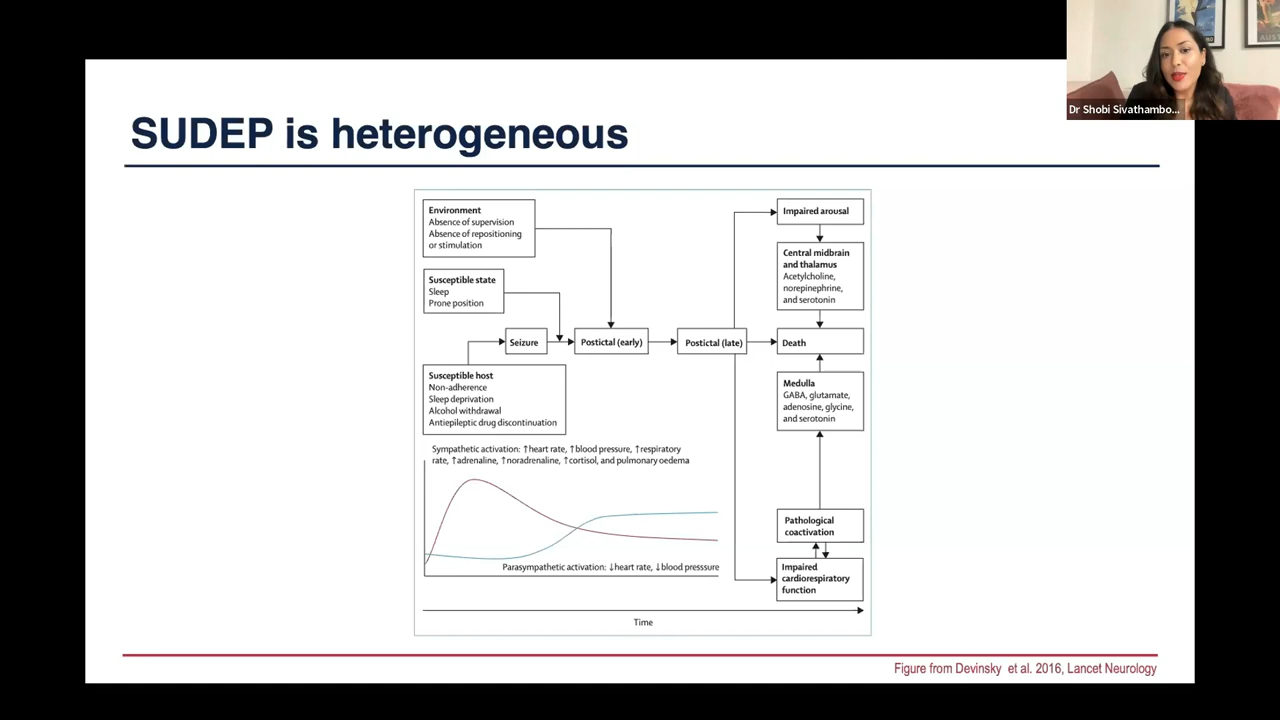 SUDEP is heterogeneous
Dr Shobi Sivathambo...
Environment
Absence of supervision
Absence of repositioning
or stimulation
Susceptible state
Sleep
Prone position
Seizure
Postictal (early)
Postictal (late)
Susceptible host
Non-adherence
Sleep deprivation
Alcohol withdrawal
Antiepileptic drug discontinuation
Impaired arousal
Central midbrain
and thalamus
Acetylcholine,
norepinephrine,
and serotonin
Death
Medulla
GABA, glutamate,
adenosine, glycine,
and serotonin
Pathological
coactivation
Impaired
cardiorespiratory
function
Sympathetic activation: ↑heart rate, ↑blood pressure, ↑respiratory
rate, ↑adrenaline, ↑noradrenaline, ↑cortisol, and pulmonary oedema
Parasympathetic activation: ↓heart rate, ↓blood presssure
Time
Figure from Devinsky et al. 2016, Lancet Neurology